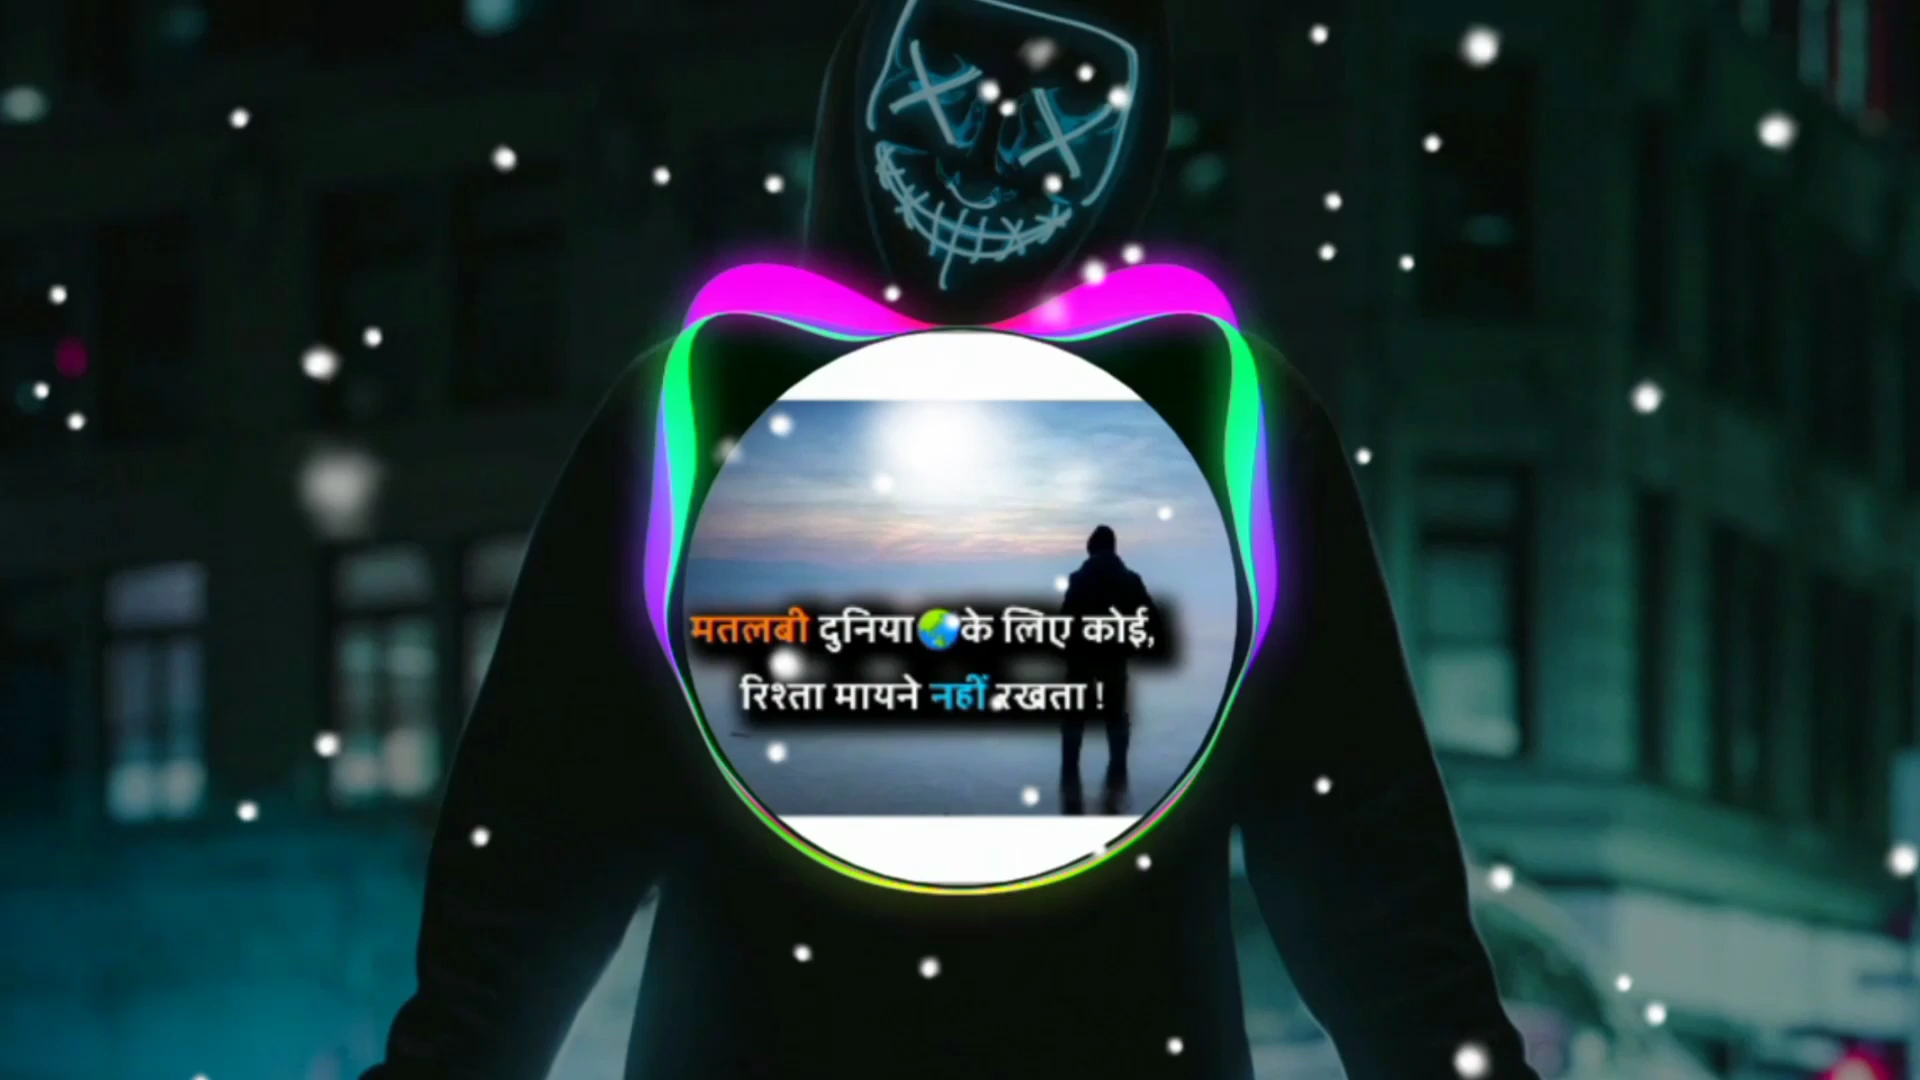 मतलबी दुनिया🌏के लिए कोई,
रिश्ता मायने नहीं रखता !